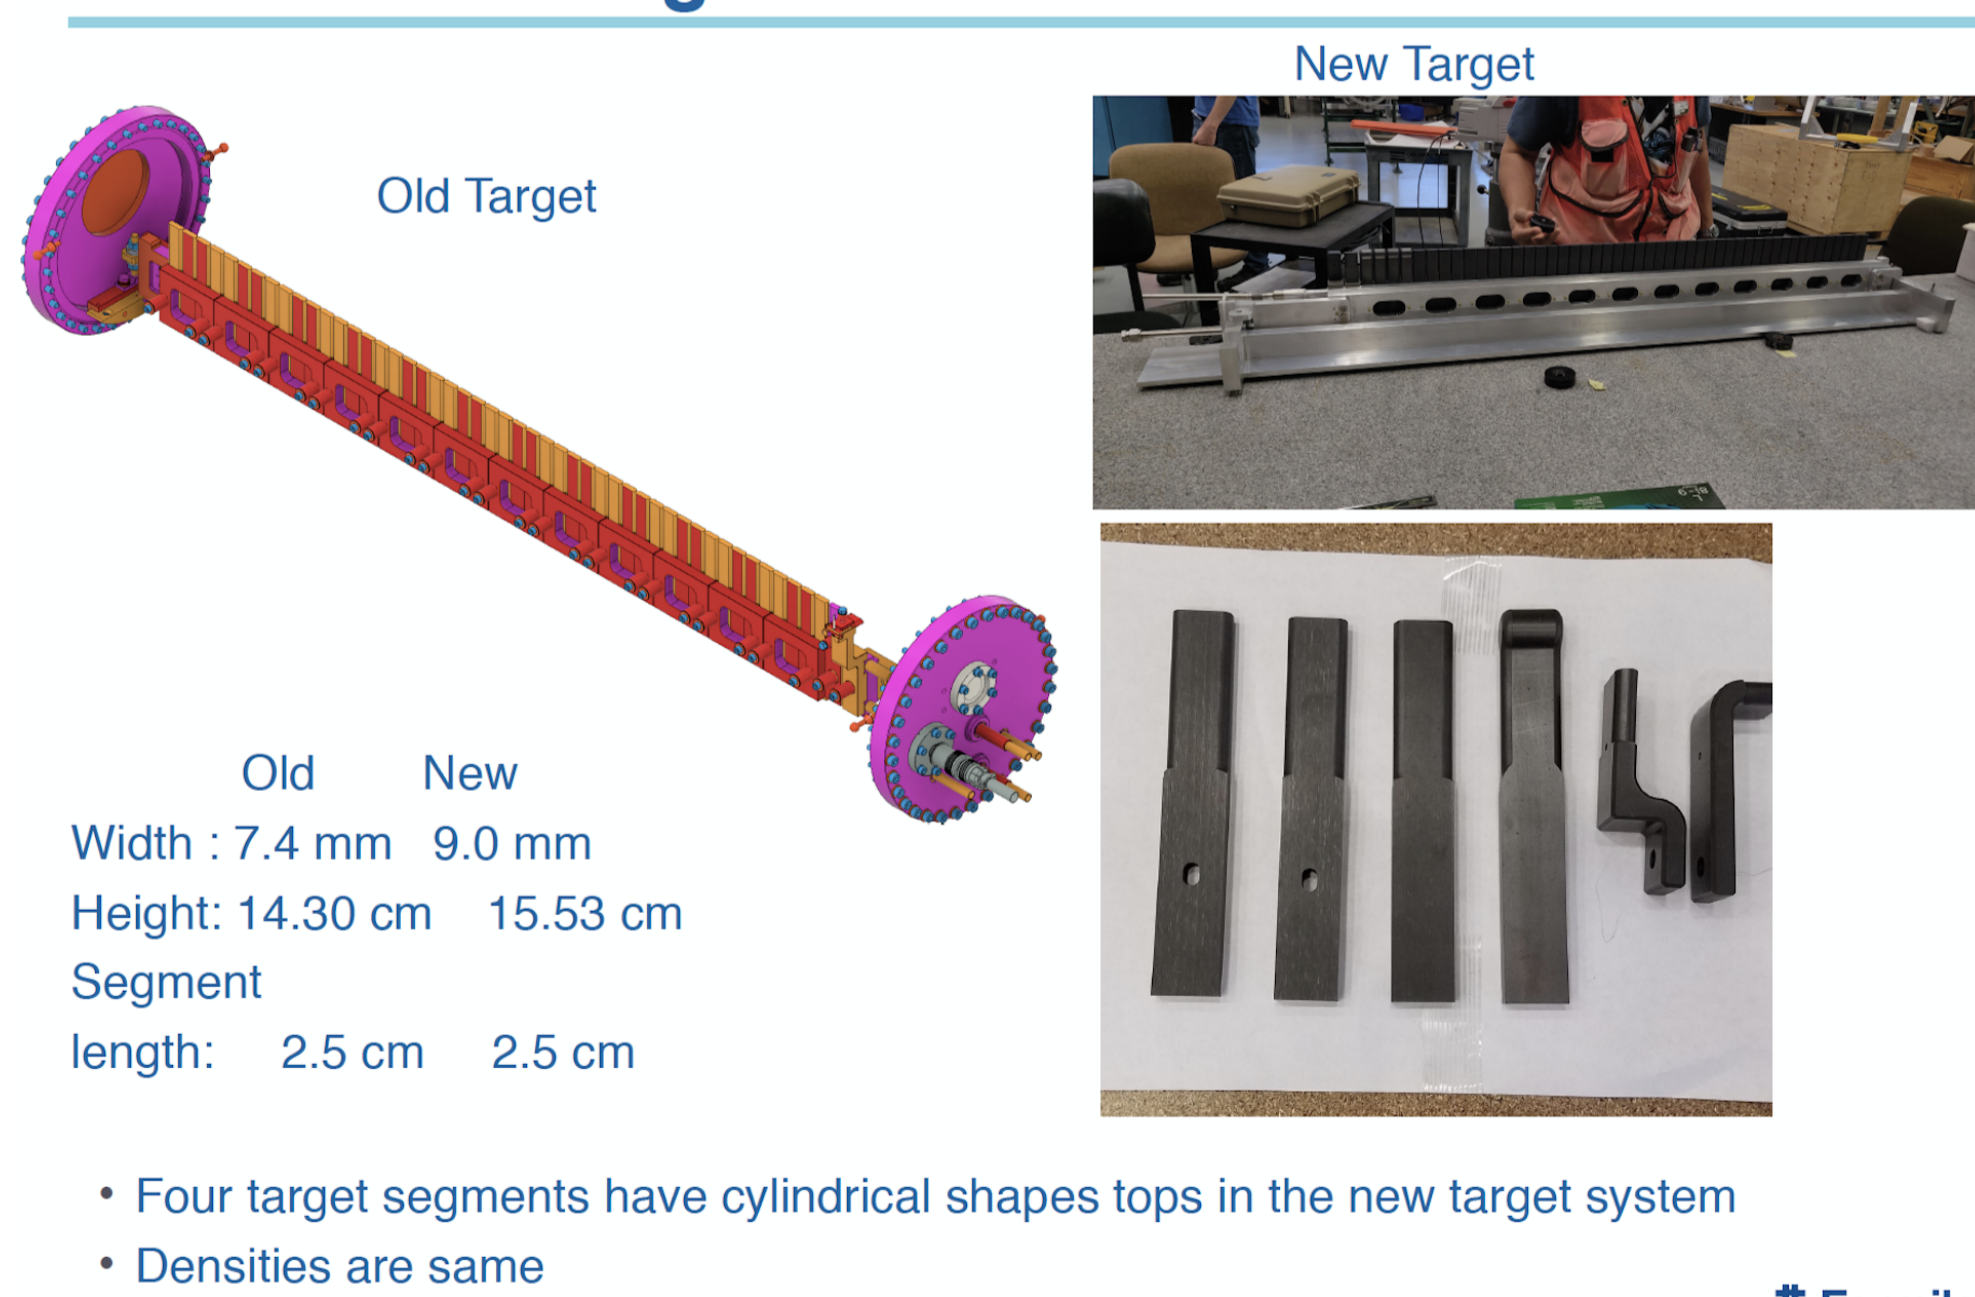 New Target
Old Target
Old New
Width : 7.4 mm 9.0 mm
Height: 14.30 cm 15.53 cm
Segment
length: 2.5 cm 2.5 cm
• Four target segments have cylindrical shapes tops in the new target system
• Densities are same